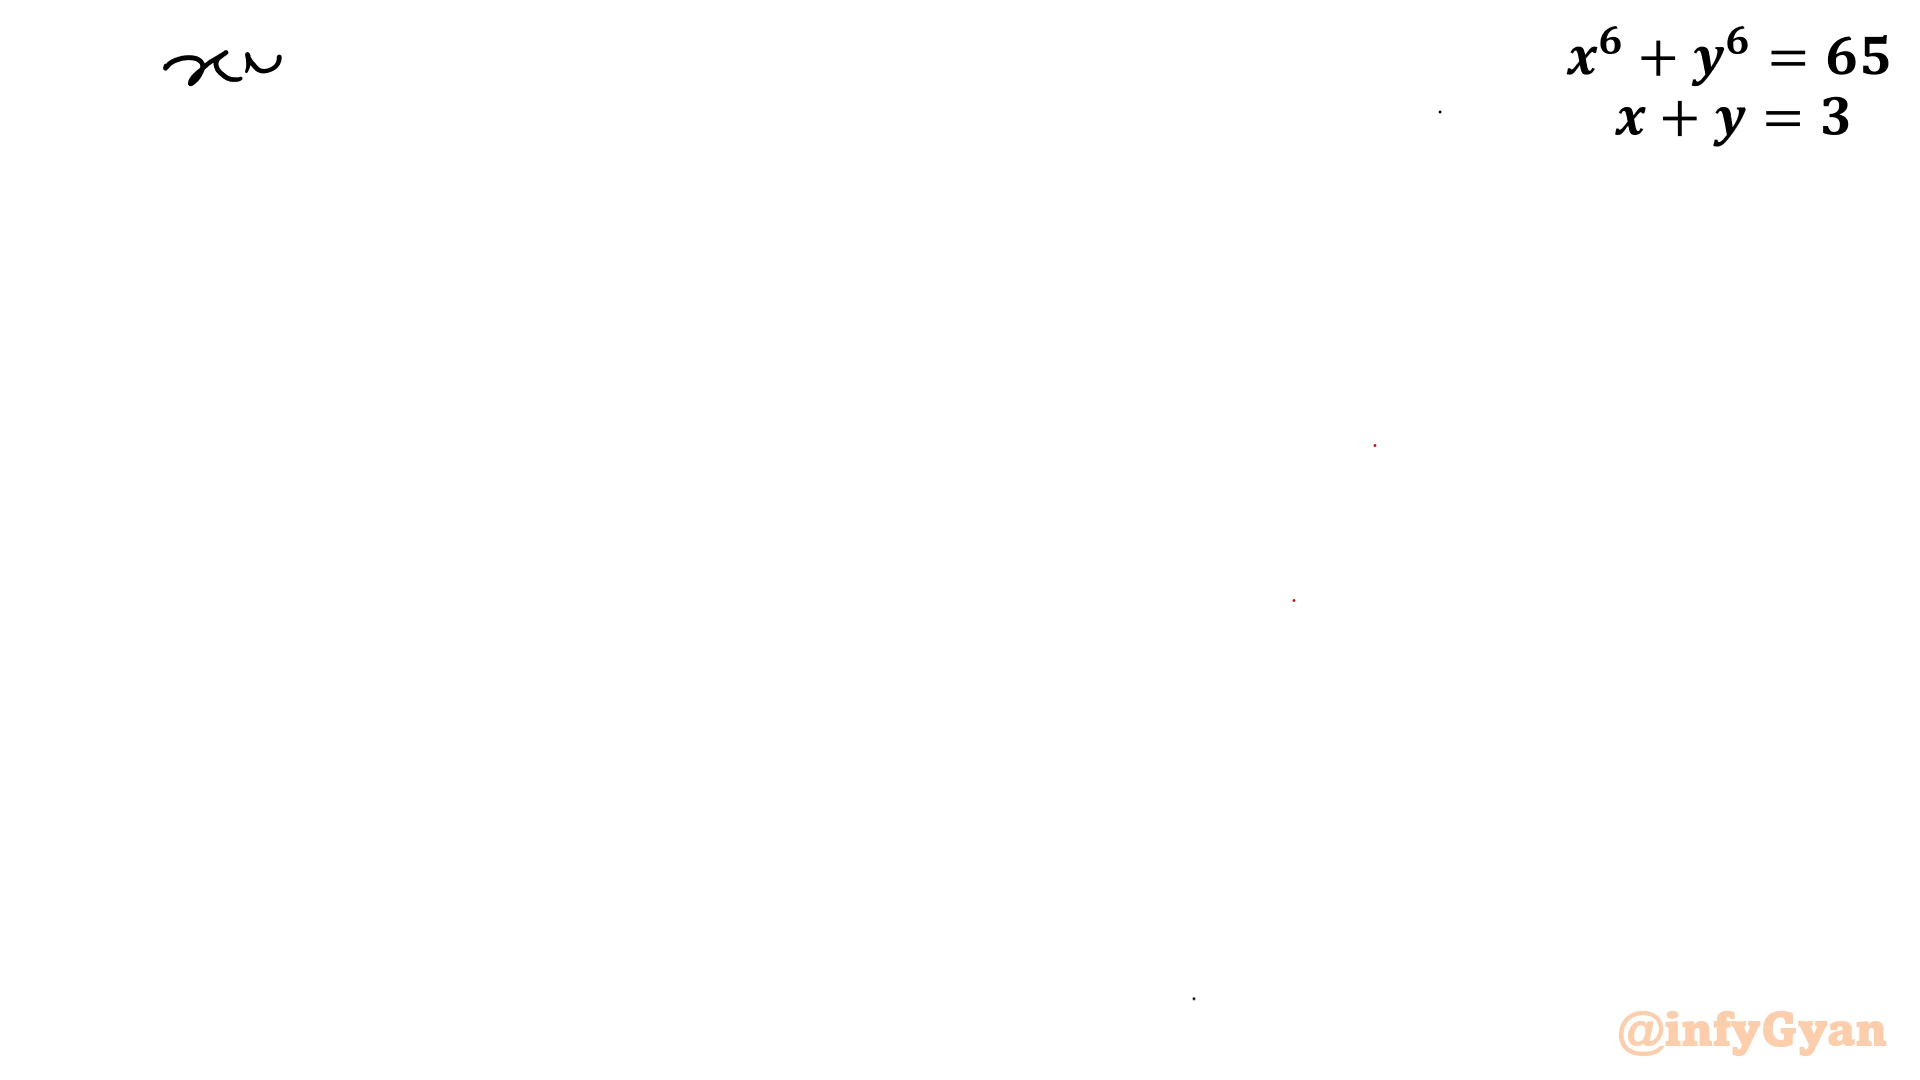 x⁶ + y⁶ = 65
x + y = 3
@infyGyan